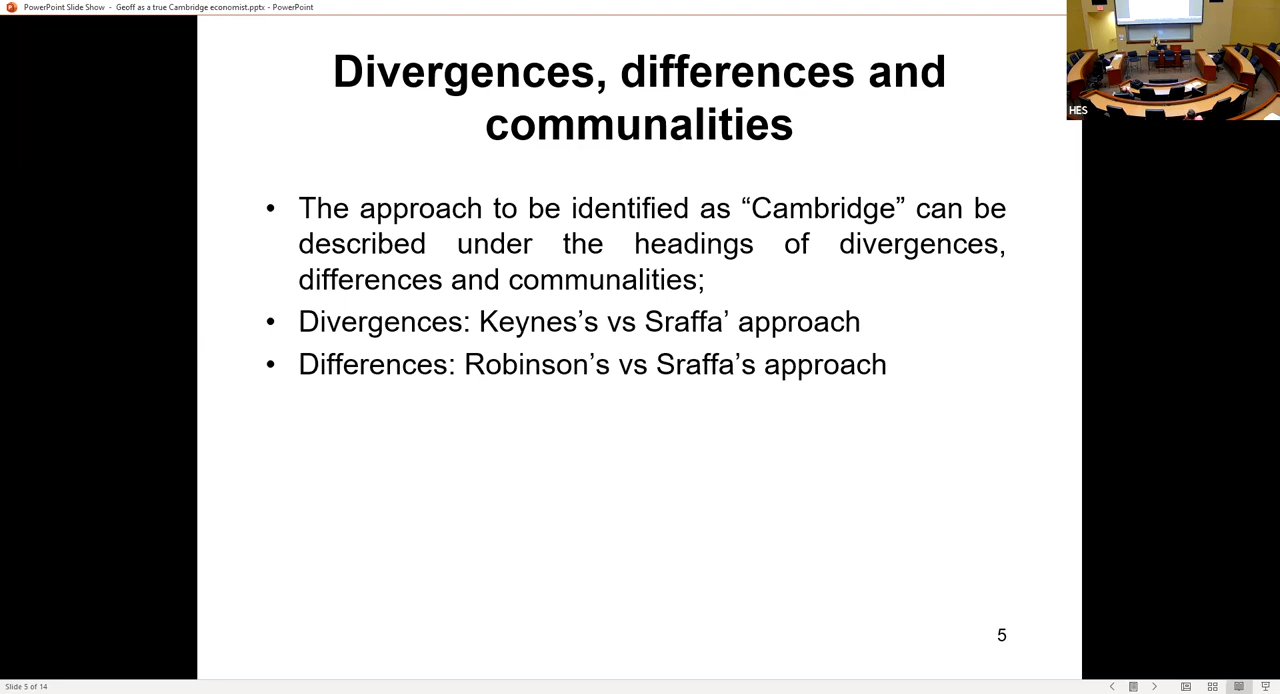 PowerPoint Slide Show - Geoff as a true Cambridge economist.pptx - PowerPoint
HES
Divergences, differences and
communalities
• The approach to be identified as “Cambridge” can be
described under the headings of divergences,
differences and communalities;
• Divergences: Keynes’s vs Sraffa’ approach
• Differences: Robinson’s vs Sraffa’s approach
5
Slide 5 of 14